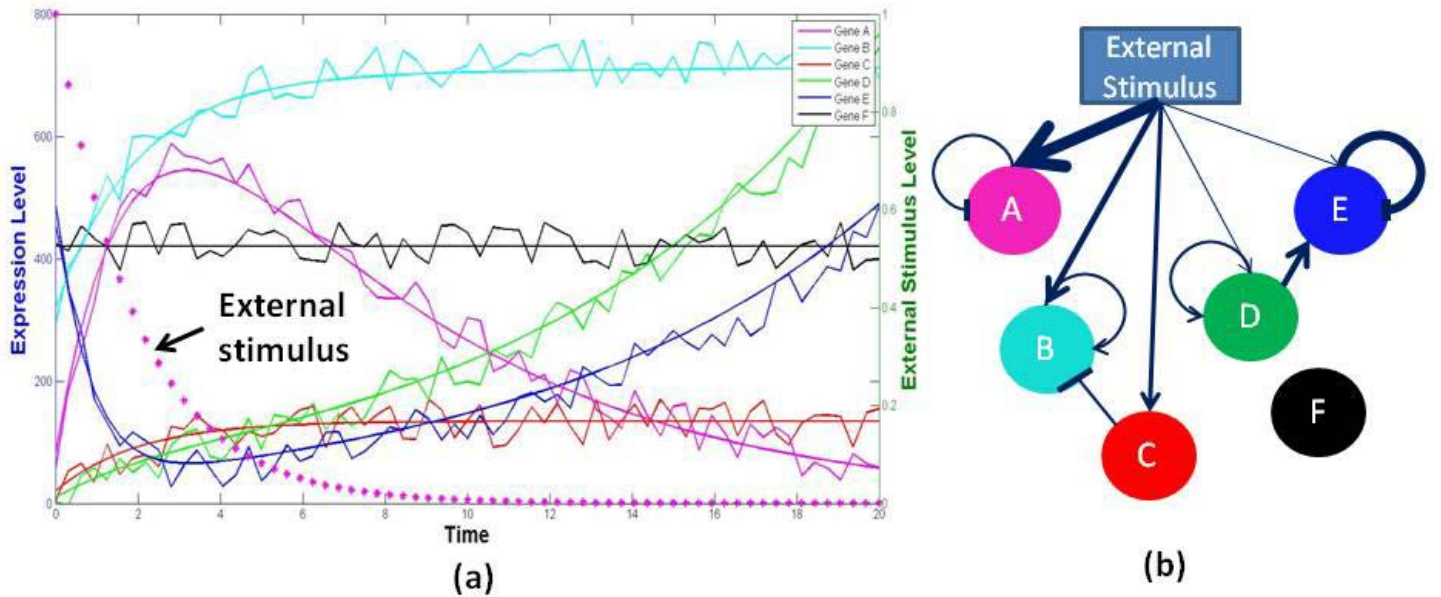 800
600
400
200
0
Expression Level
0
2
4
6
8
10
12
14
16
18
20
Time
1
0.8
0.6
0.4
0.2
0
External Stimulus Level
Gene A
Gene B
Gene C
Gene D
Gene E
Gene F
External
stimulus
(a)
External
Stimulus
A
E
B
D
F
C
(b)